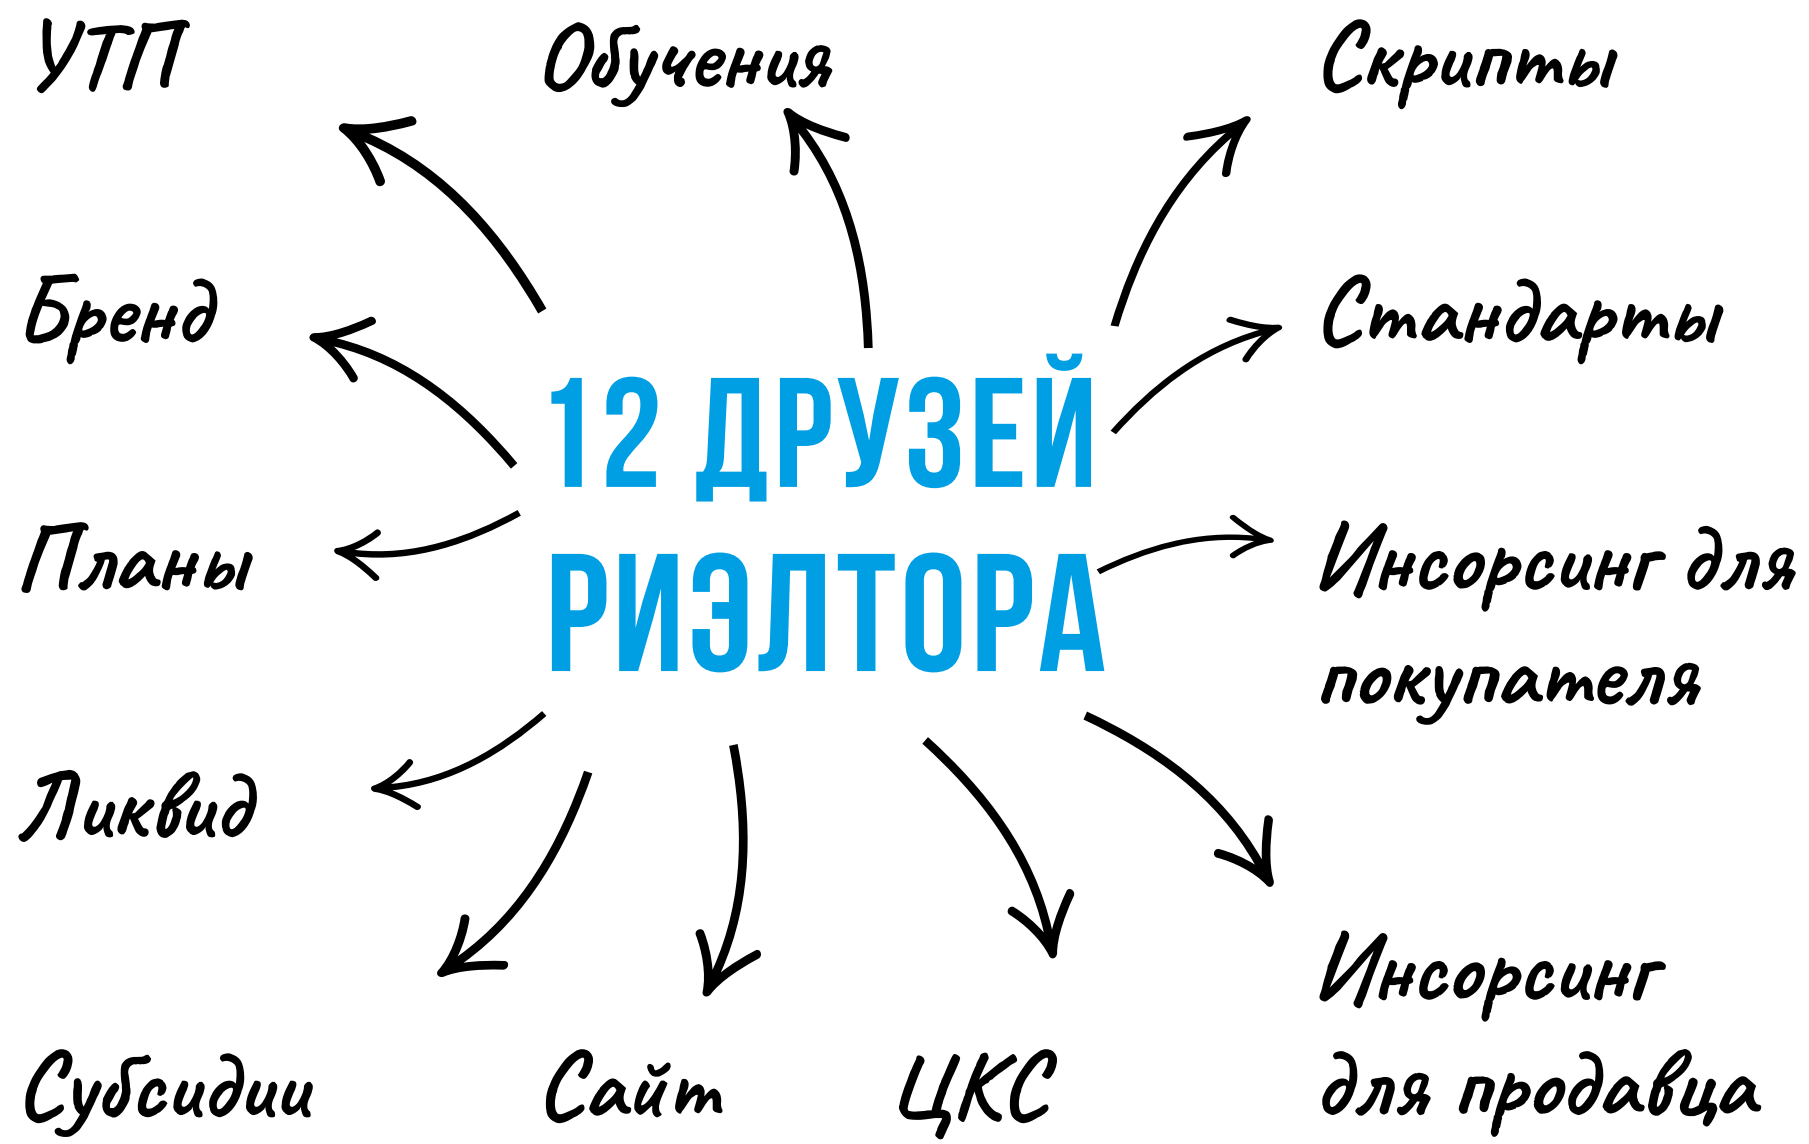 УТП
Обучения
Скрипты
Бренд
Стандарты
12 ДРУЗЕЙ
РИЭЛТОРА
Планы
Инсорсинг для
покупателя
Ликвид
Инсорсинг
для продавца
Субсидии
Сайт
ЦКС